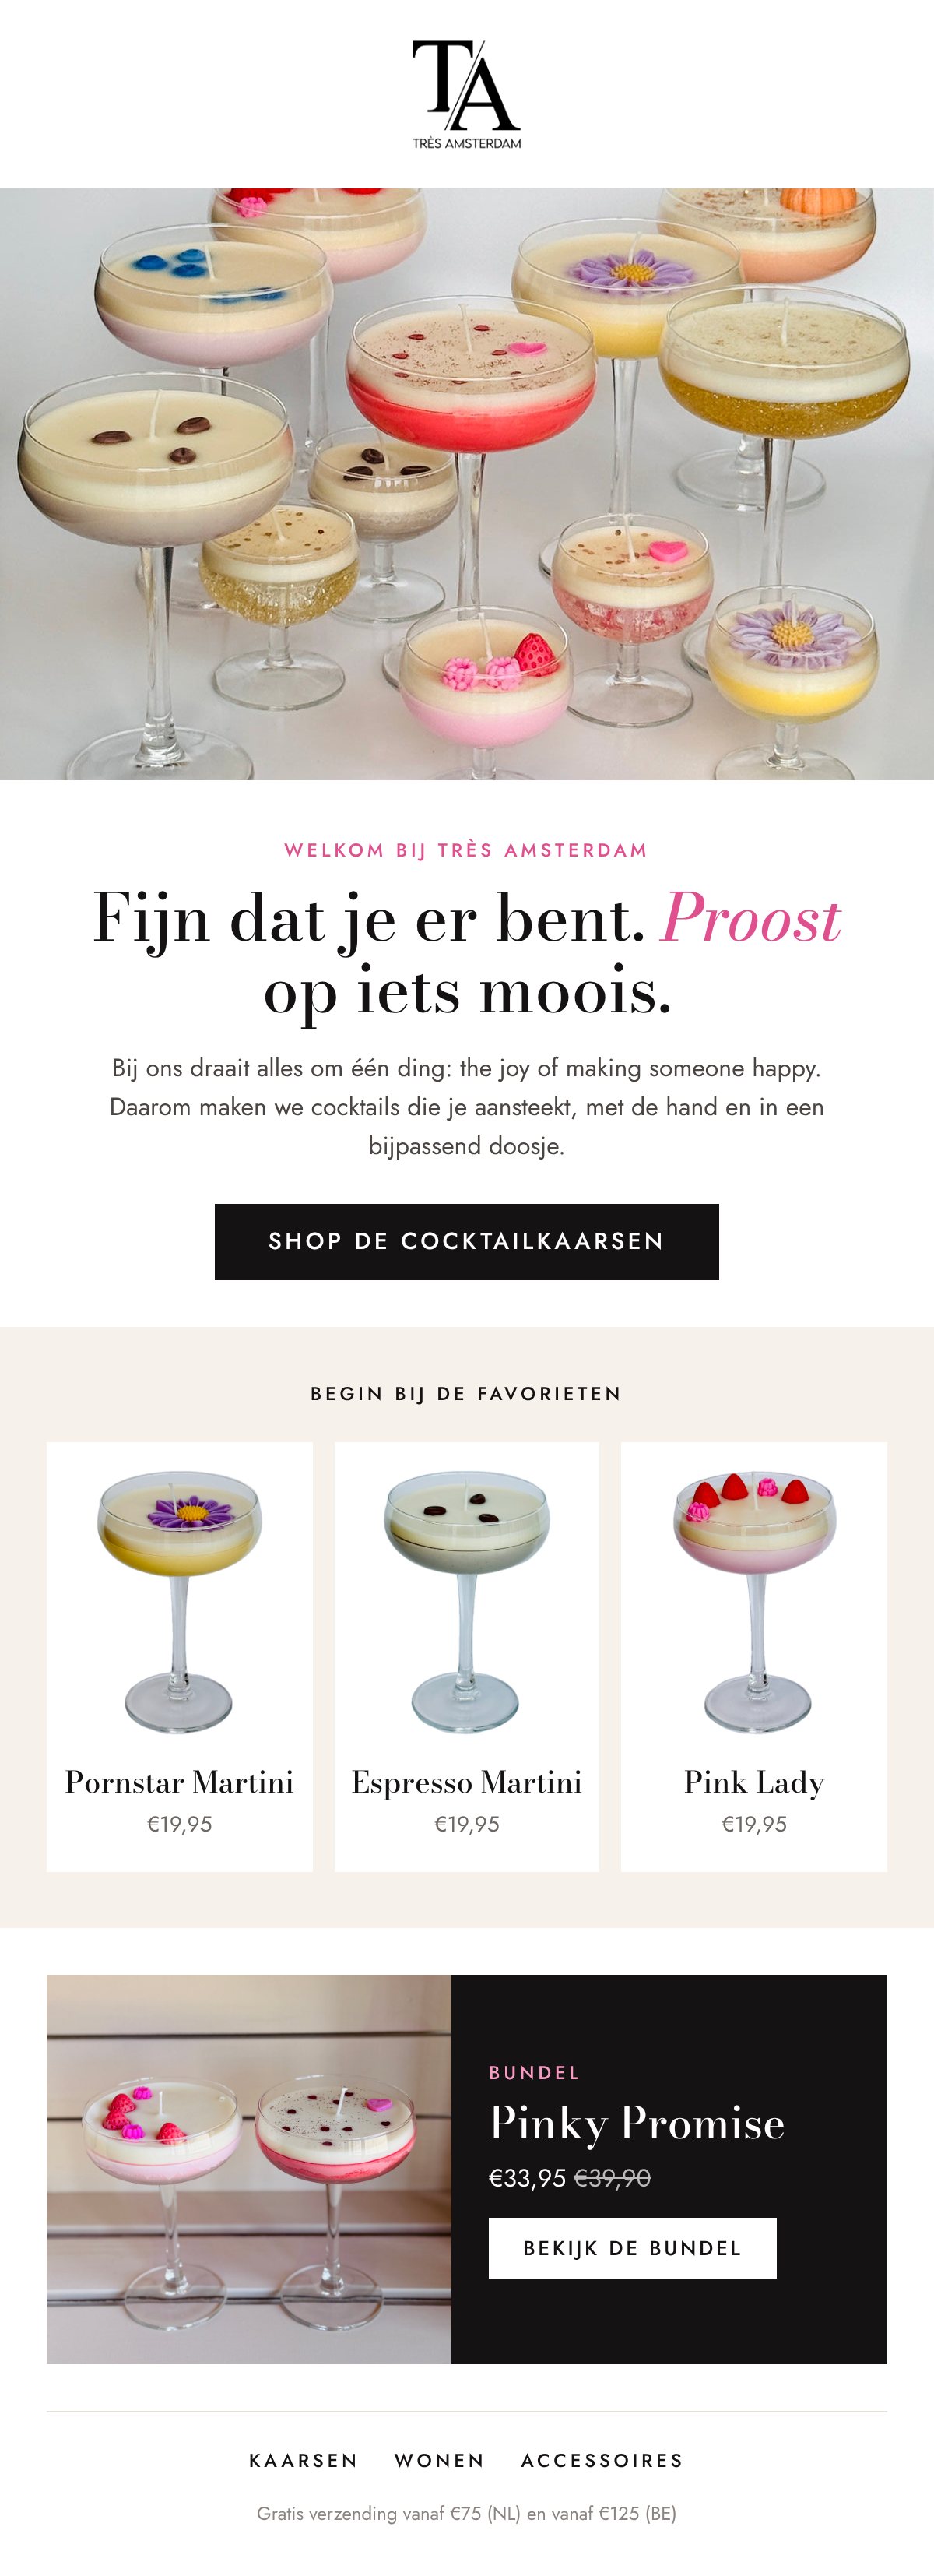 TA
TRÈS AMSTERDAM
WELKOM BIJ TRÈS AMSTERDAM
Fijn dat je er bent. Proost
op iets moois.
Bij ons draait alles om één ding: the joy of making someone happy.
Daarom maken we cocktails die je aansteekt, met de hand en in een
bijpassend doosje.
SHOP DE COCKTAILKAARSEN
BEGIN BIJ DE FAVORIETEN
Pornstar Martini
€19,95
Espresso Martini
€19,95
Pink Lady
€19,95
BUNDEL
Pinky Promise
€33,95 €39,90
BEKIJK DE BUNDEL
KAARSEN WONEN ACCESSOIRES
Gratis verzending vanaf €75 (NL) en vanaf €125 (BE)